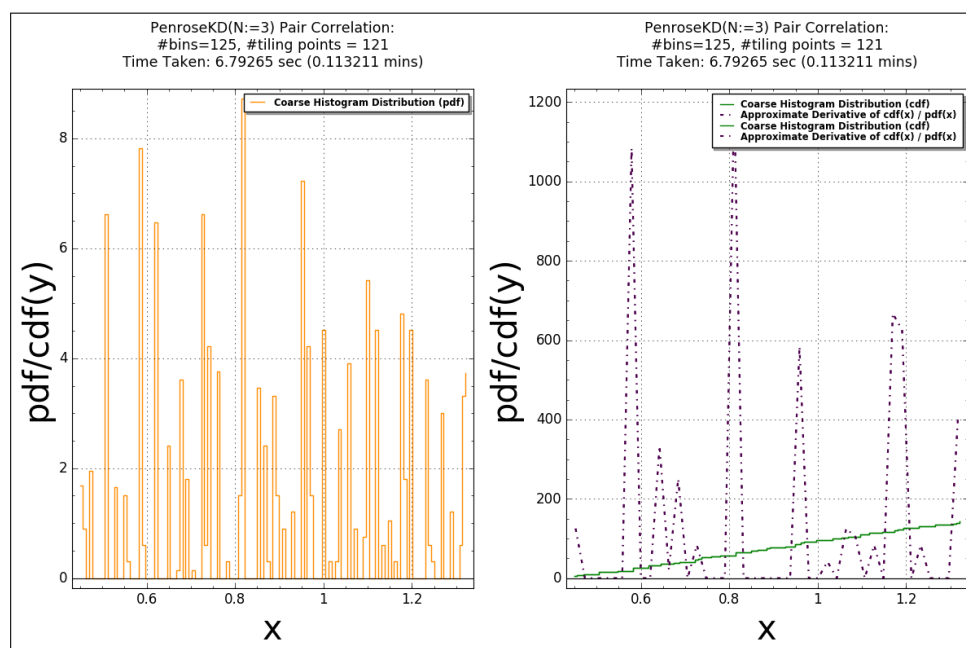 PenroseKD(N:=3) Pair Correlation:
#bins=125, #tiling points = 121
Time Taken: 6.79265 sec (0.113211 mins)
Coarse Histogram Distribution (pdf)
pdf/cdf(y)
8
6
4
2
0
0.6
0.8
1
1.2
x
PenroseKD(N:=3) Pair Correlation:
#bins=125, #tiling points = 121
Time Taken: 6.79265 sec (0.113211 mins)
Coarse Histogram Distribution (cdf)
Approximate Derivative of cdf(x) / pdf(x)
Coarse Histogram Distribution (cdf)
Approximate Derivative of cdf(x) / pdf(x)
pdf/cdf(y)
1200
1000
800
600
400
200
0
0.6
0.8
1
1.2
x